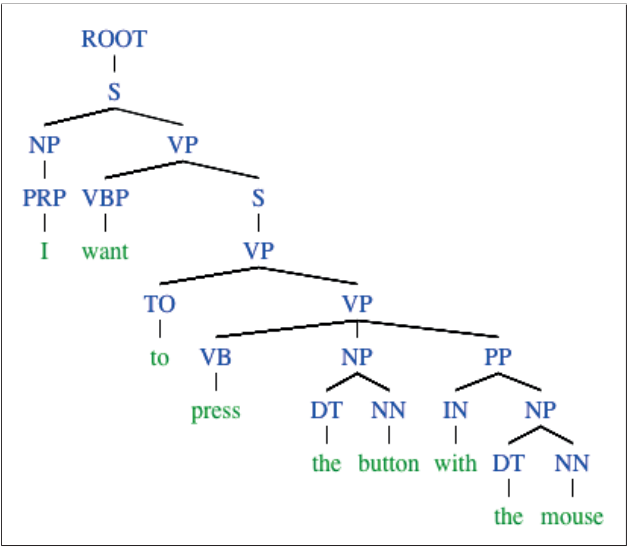 ROOT
S
NP VP
PRP VBP S
I want VP
TO VP
to VB NP PP
press DT NN IN NP
the button with DT NN
the mouse